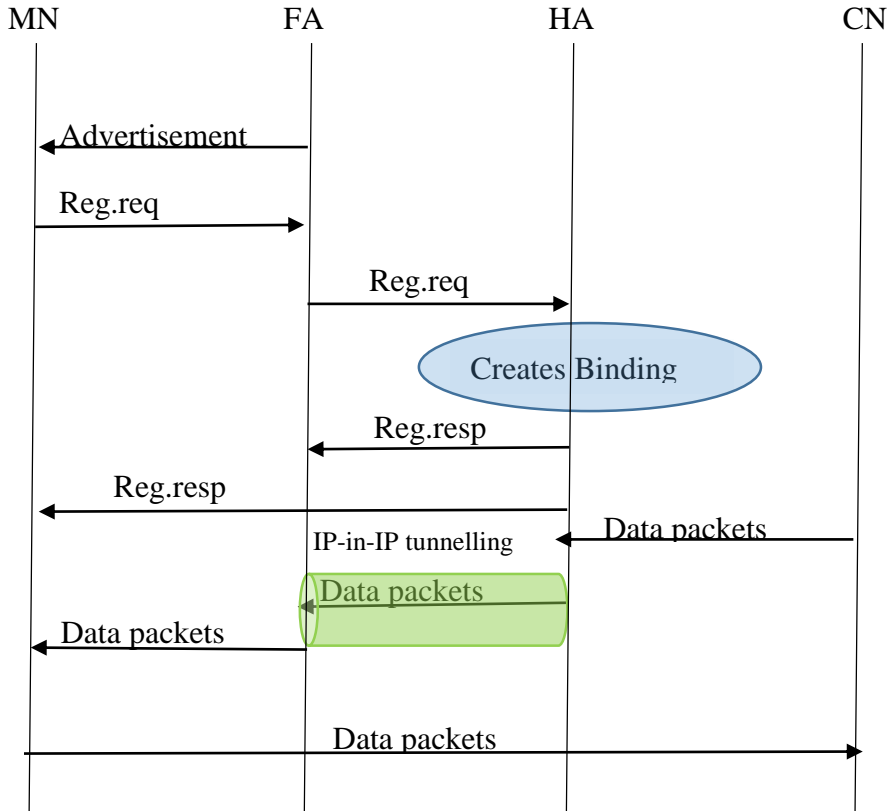 MN FA HA CN
Advertisement
Reg.req
Reg.req
Creates Binding
Reg.resp
Reg.resp
Data packets
IP-in-IP tunnelling
Data packets
Data packets
Data packets